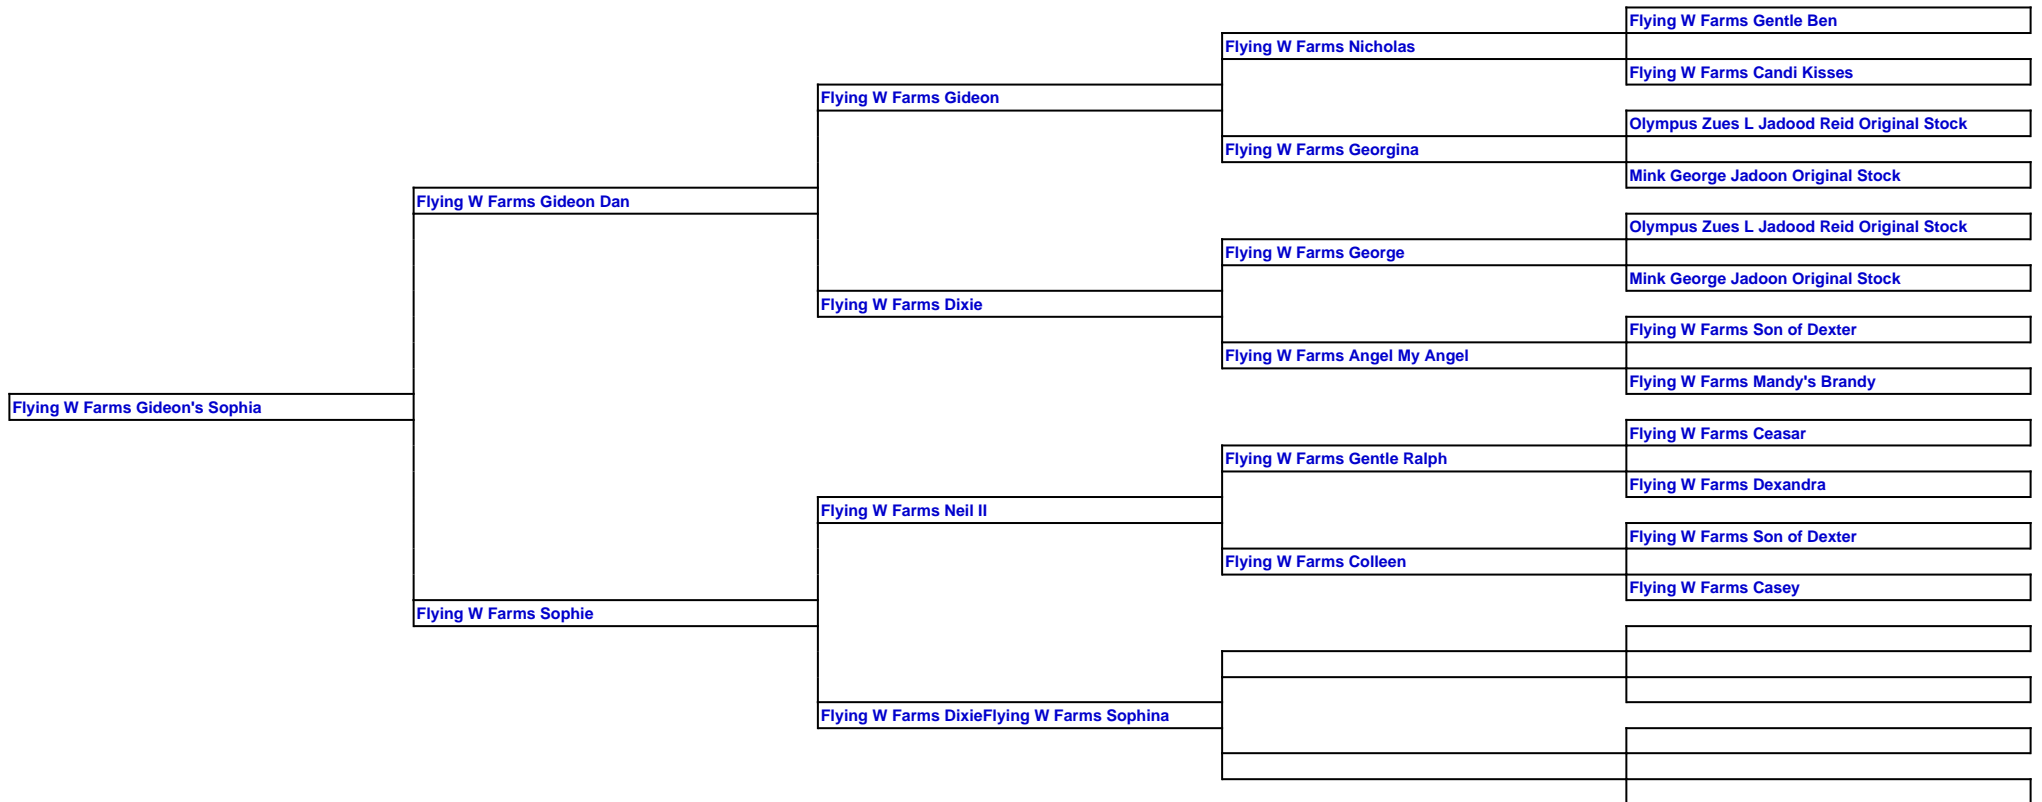 Flying W Farms Gentle Ben
Flying W Farms Nicholas
Flying W Farms Candi Kisses
Flying W Farms Gideon
Olympus Zues L Jadood Reid Original Stock
Flying W Farms Georgina
Mink George Jadoon Original Stock
Flying W Farms Gideon Dan
Olympus Zues L Jadood Reid Original Stock
Flying W Farms George
Mink George Jadoon Original Stock
Flying W Farms Dixie
Flying W Farms Son of Dexter
Flying W Farms Angel My Angel
Flying W Farms Mandy's Brandy
Flying W Farms Gideon's Sophia
Flying W Farms Ceasar
Flying W Farms Gentle Ralph
Flying W Farms Dexandra
Flying W Farms Neil II
Flying W Farms Son of Dexter
Flying W Farms Colleen
Flying W Farms Casey
Flying W Farms Sophie
Flying W Farms DixieFlying W Farms Sophina